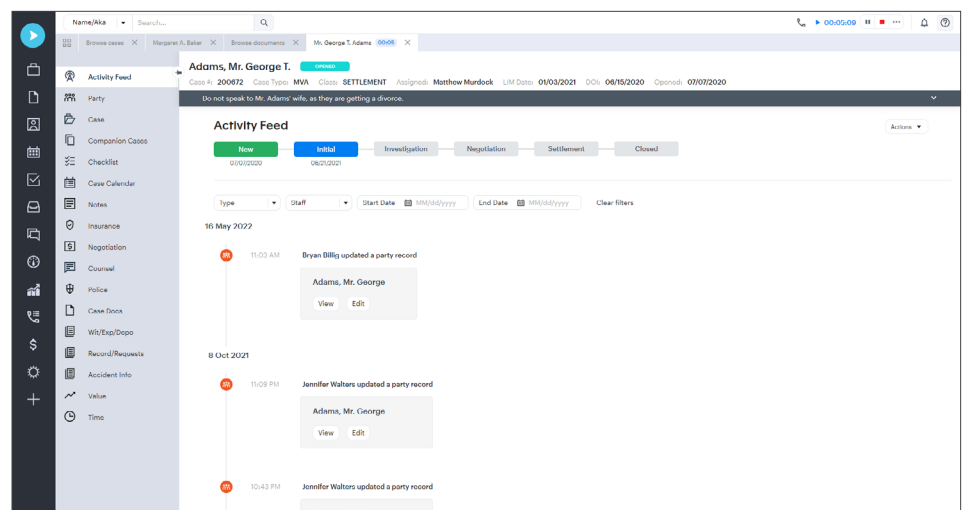 Name/Aka Search... 00:05:09
Browse cases Margaret A. Baker Browse documents Mr. George T. Adams 00:05
Adams, Mr. George T. OPENED
Case #: 200672 Case Type: MVA Class: SETTLEMENT Assigned: Matthew Murdock LIM Date: 01/03/2021 DOI: 06/15/2020 Opened: 07/07/2020
Do not speak to Mr. Adams' wife, as they are getting a divorce.
Activity Feed
Party
Case
Companion Cases
Checklist
Case Calendar
Notes
Insurance
Negotiation
Counsel
Police
Case Docs
Wit/Exp/Depo
Record/Requests
Accident Info
Value
Time
Activity Feed Actions
New Initial Investigation Negotiation Settlement Closed
07/07/2020 06/21/2021
Type Staff Start Date MM/dd/yyyy End Date MM/dd/yyyy Clear filters
16 May 2022
11:03 AM Bryan Billig updated a party record
Adams, Mr. George
View Edit
8 Oct 2021
11:09 PM Jennifer Walters updated a party record
Adams, Mr. George
View Edit
10:43 PM Jennifer Walters updated a party record